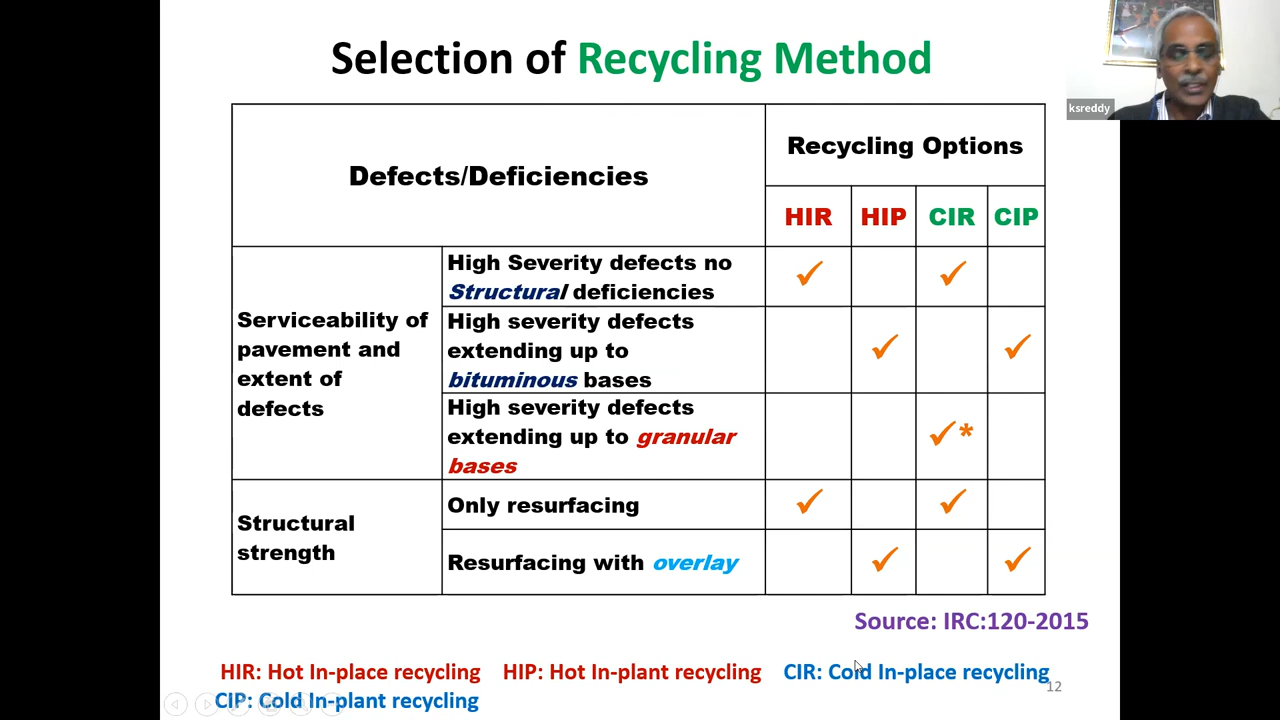 Selection of Recycling Method
ksreddy
Defects/Deficiencies
Recycling Options
HIR HIP CIR CIP
Serviceability of
pavement and
extent of
defects
High Severity defects no
Structural deficiencies
✓ ✓
High severity defects
extending up to
bituminous bases
✓ ✓
High severity defects
extending up to granular
bases
✓*
Structural
strength
Only resurfacing
✓ ✓
Resurfacing with overlay
✓ ✓
Source: IRC:120-2015
HIR: Hot In-place recycling HIP: Hot In-plant recycling CIR: Cold In-place recycling
CIP: Cold In-plant recycling
12